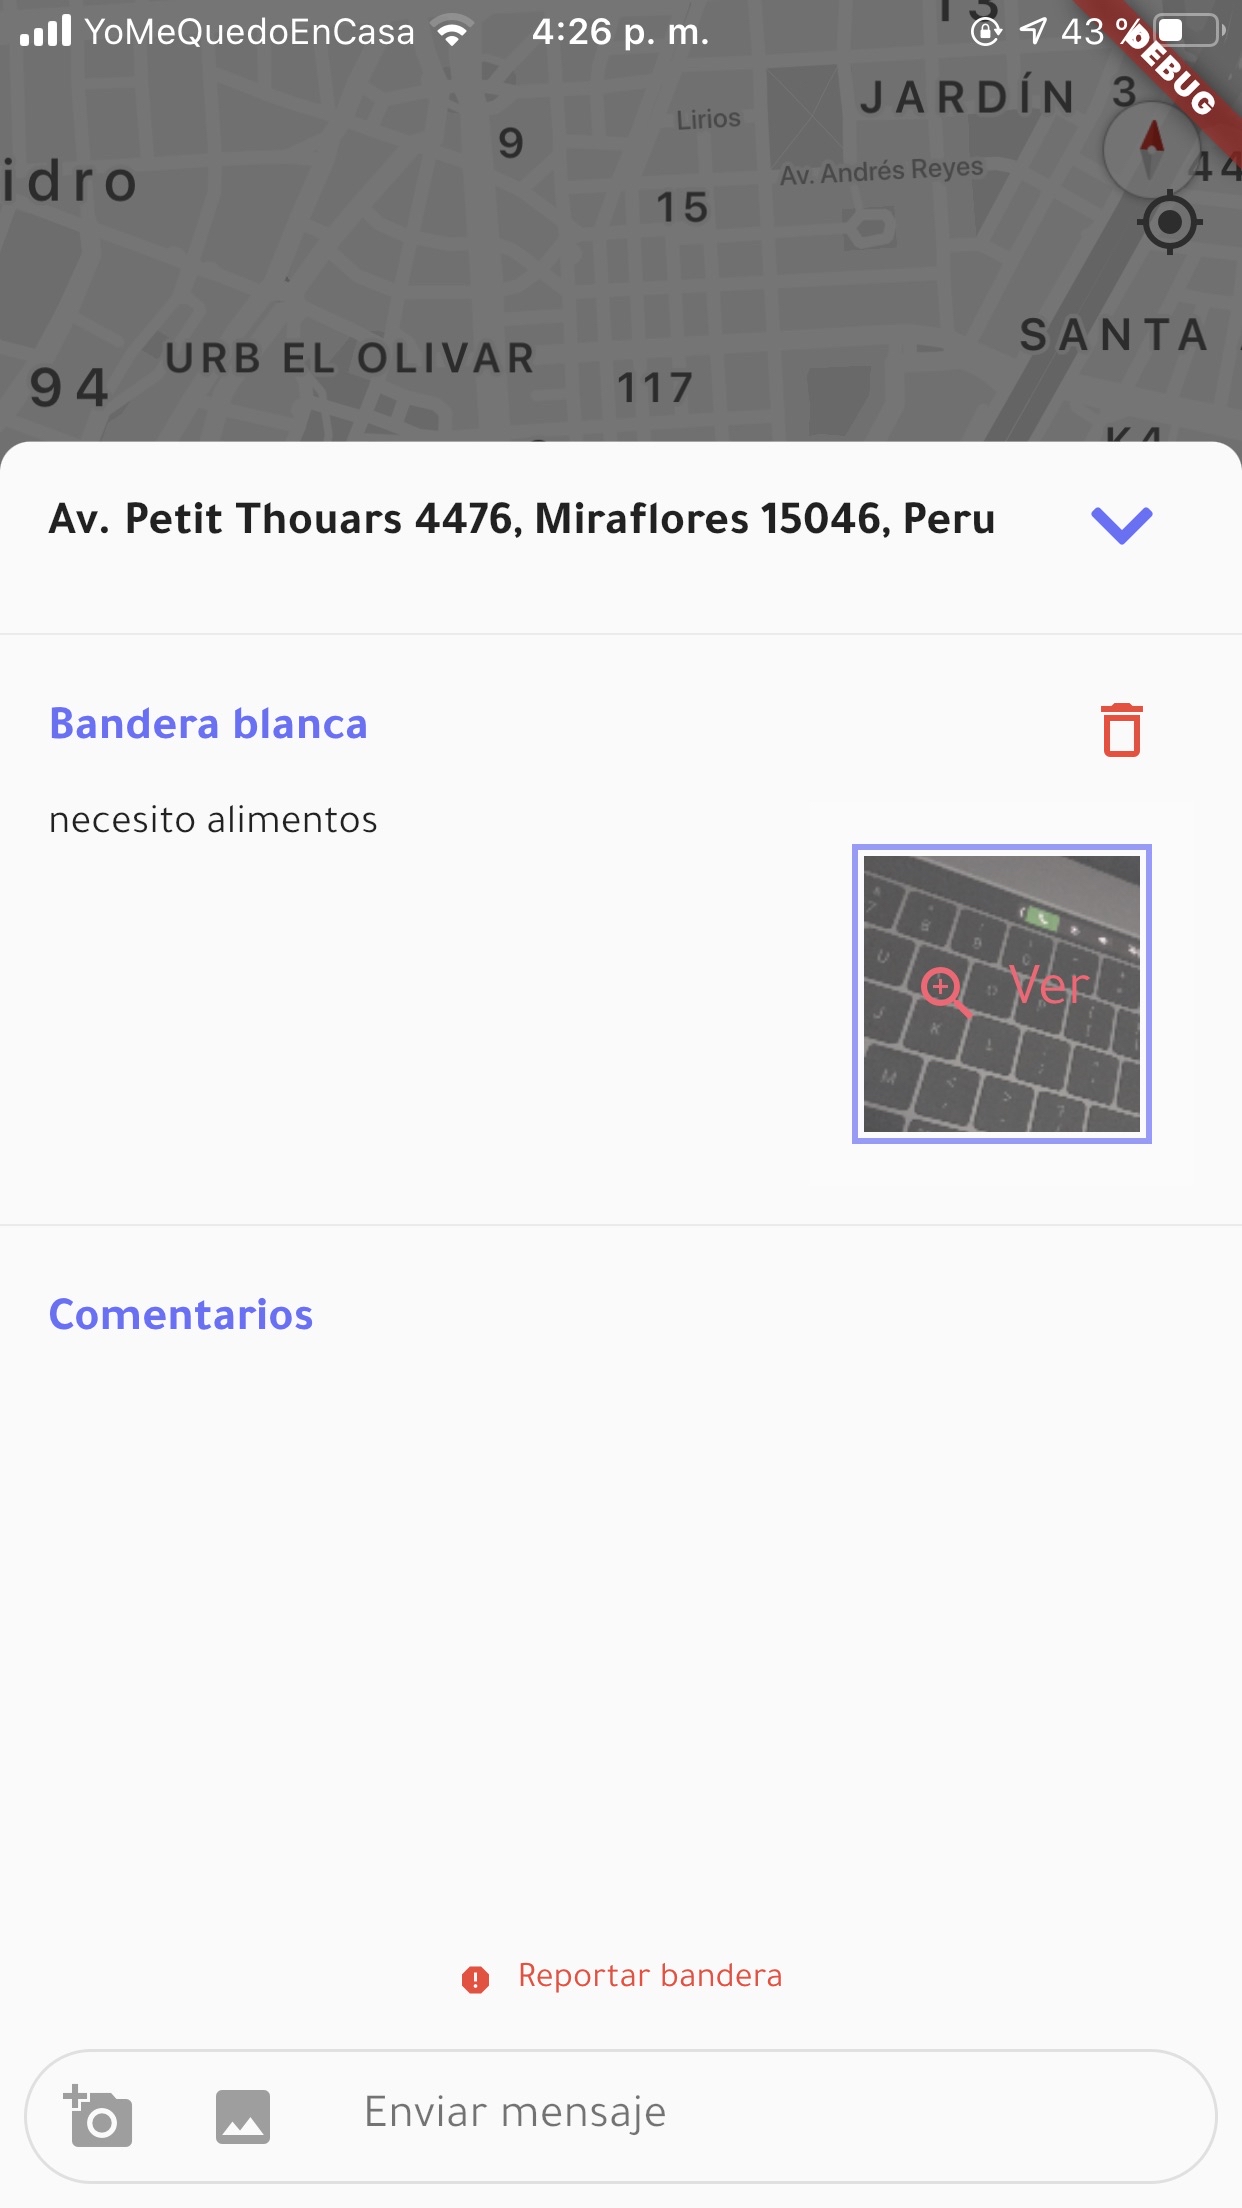 YoMeQuedoEnCasa 4:26 p. m. 43 %
DEBUG
13
JARDÍN 3
Lirios
9
Av. Andrés Reyes
44
idro
15
SANTA
URB EL OLIVAR
94
117
K4
Av. Petit Thouars 4476, Miraflores 15046, Peru
Bandera blanca
necesito alimentos
Ver
Comentarios
Reportar bandera
Enviar mensaje